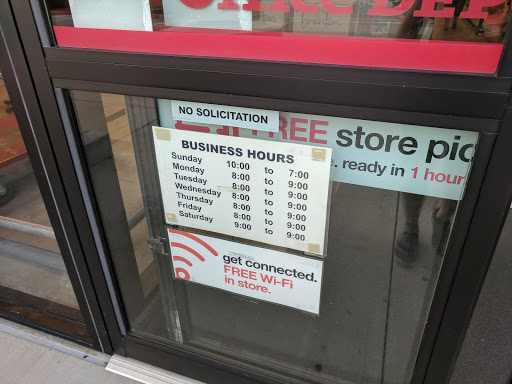 OFFICE DEPOT
NO SOLICITATION
FREE store pic
. ready in 1 hour
BUSINESS HOURS
Sunday 10:00 to 7:00
Monday 8:00 to 9:00
Tuesday 8:00 to 9:00
Wednesday 8:00 to 9:00
Thursday 8:00 to 9:00
Friday 8:00 to 9:00
Saturday 9:00 to 9:00
get connected.
FREE Wi-Fi
in store.